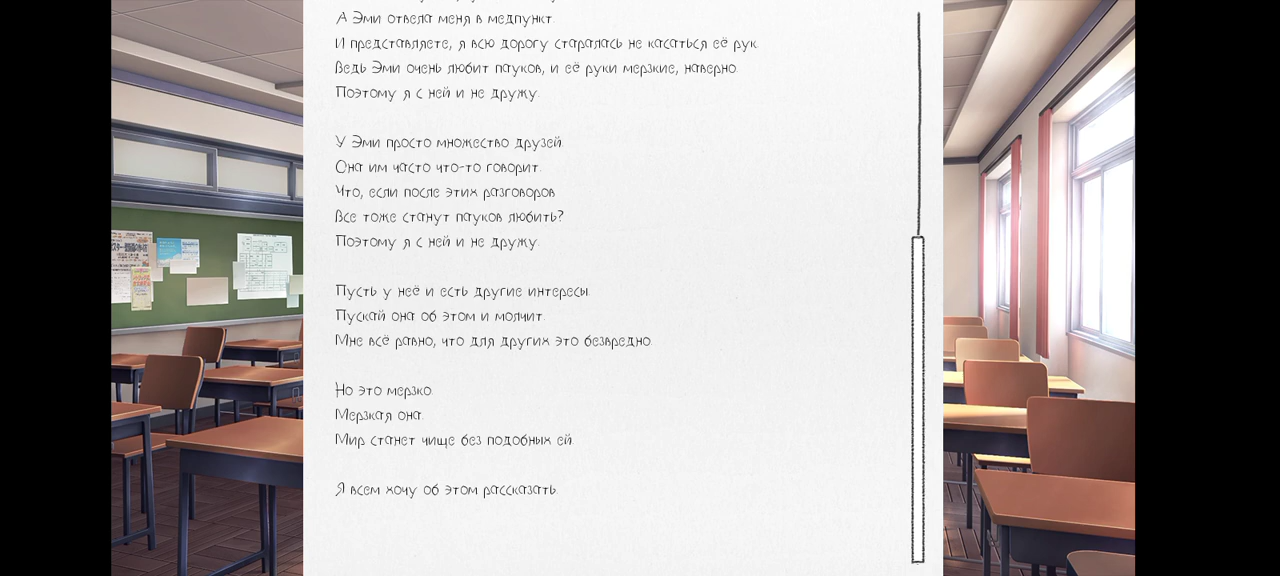 А Эми отвела меня в медпункт.
И представляете, я всю дорогу старалась не касаться её рук.
Ведь Эми очень любит пауков, и её руки мерзкие, наверно.
Поэтому я с ней и не дружу.
У Эми просто множество друзей.
Она им часто что-то говорит.
Что, если после этих разговоров
Все тоже станут пауков любить?
Поэтому я с ней и не дружу.
Пусть у неё и есть другие интересы.
Пускай она об этом и молчит.
Мне всё равно, что для других это безвредно.
Но это мерзко.
Мерзкая она.
Мир станет чище без подобных ей.
Я всем хочу об этом рассказать.